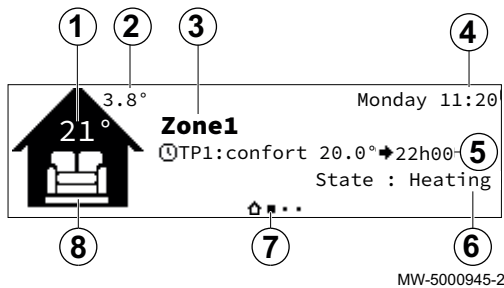 1 2 3 4
3.8° Monday 11:20
21° Zone1
TP1:confort 20.0°➔22h00 5
State : Heating
8 7 6
MW-5000945-2